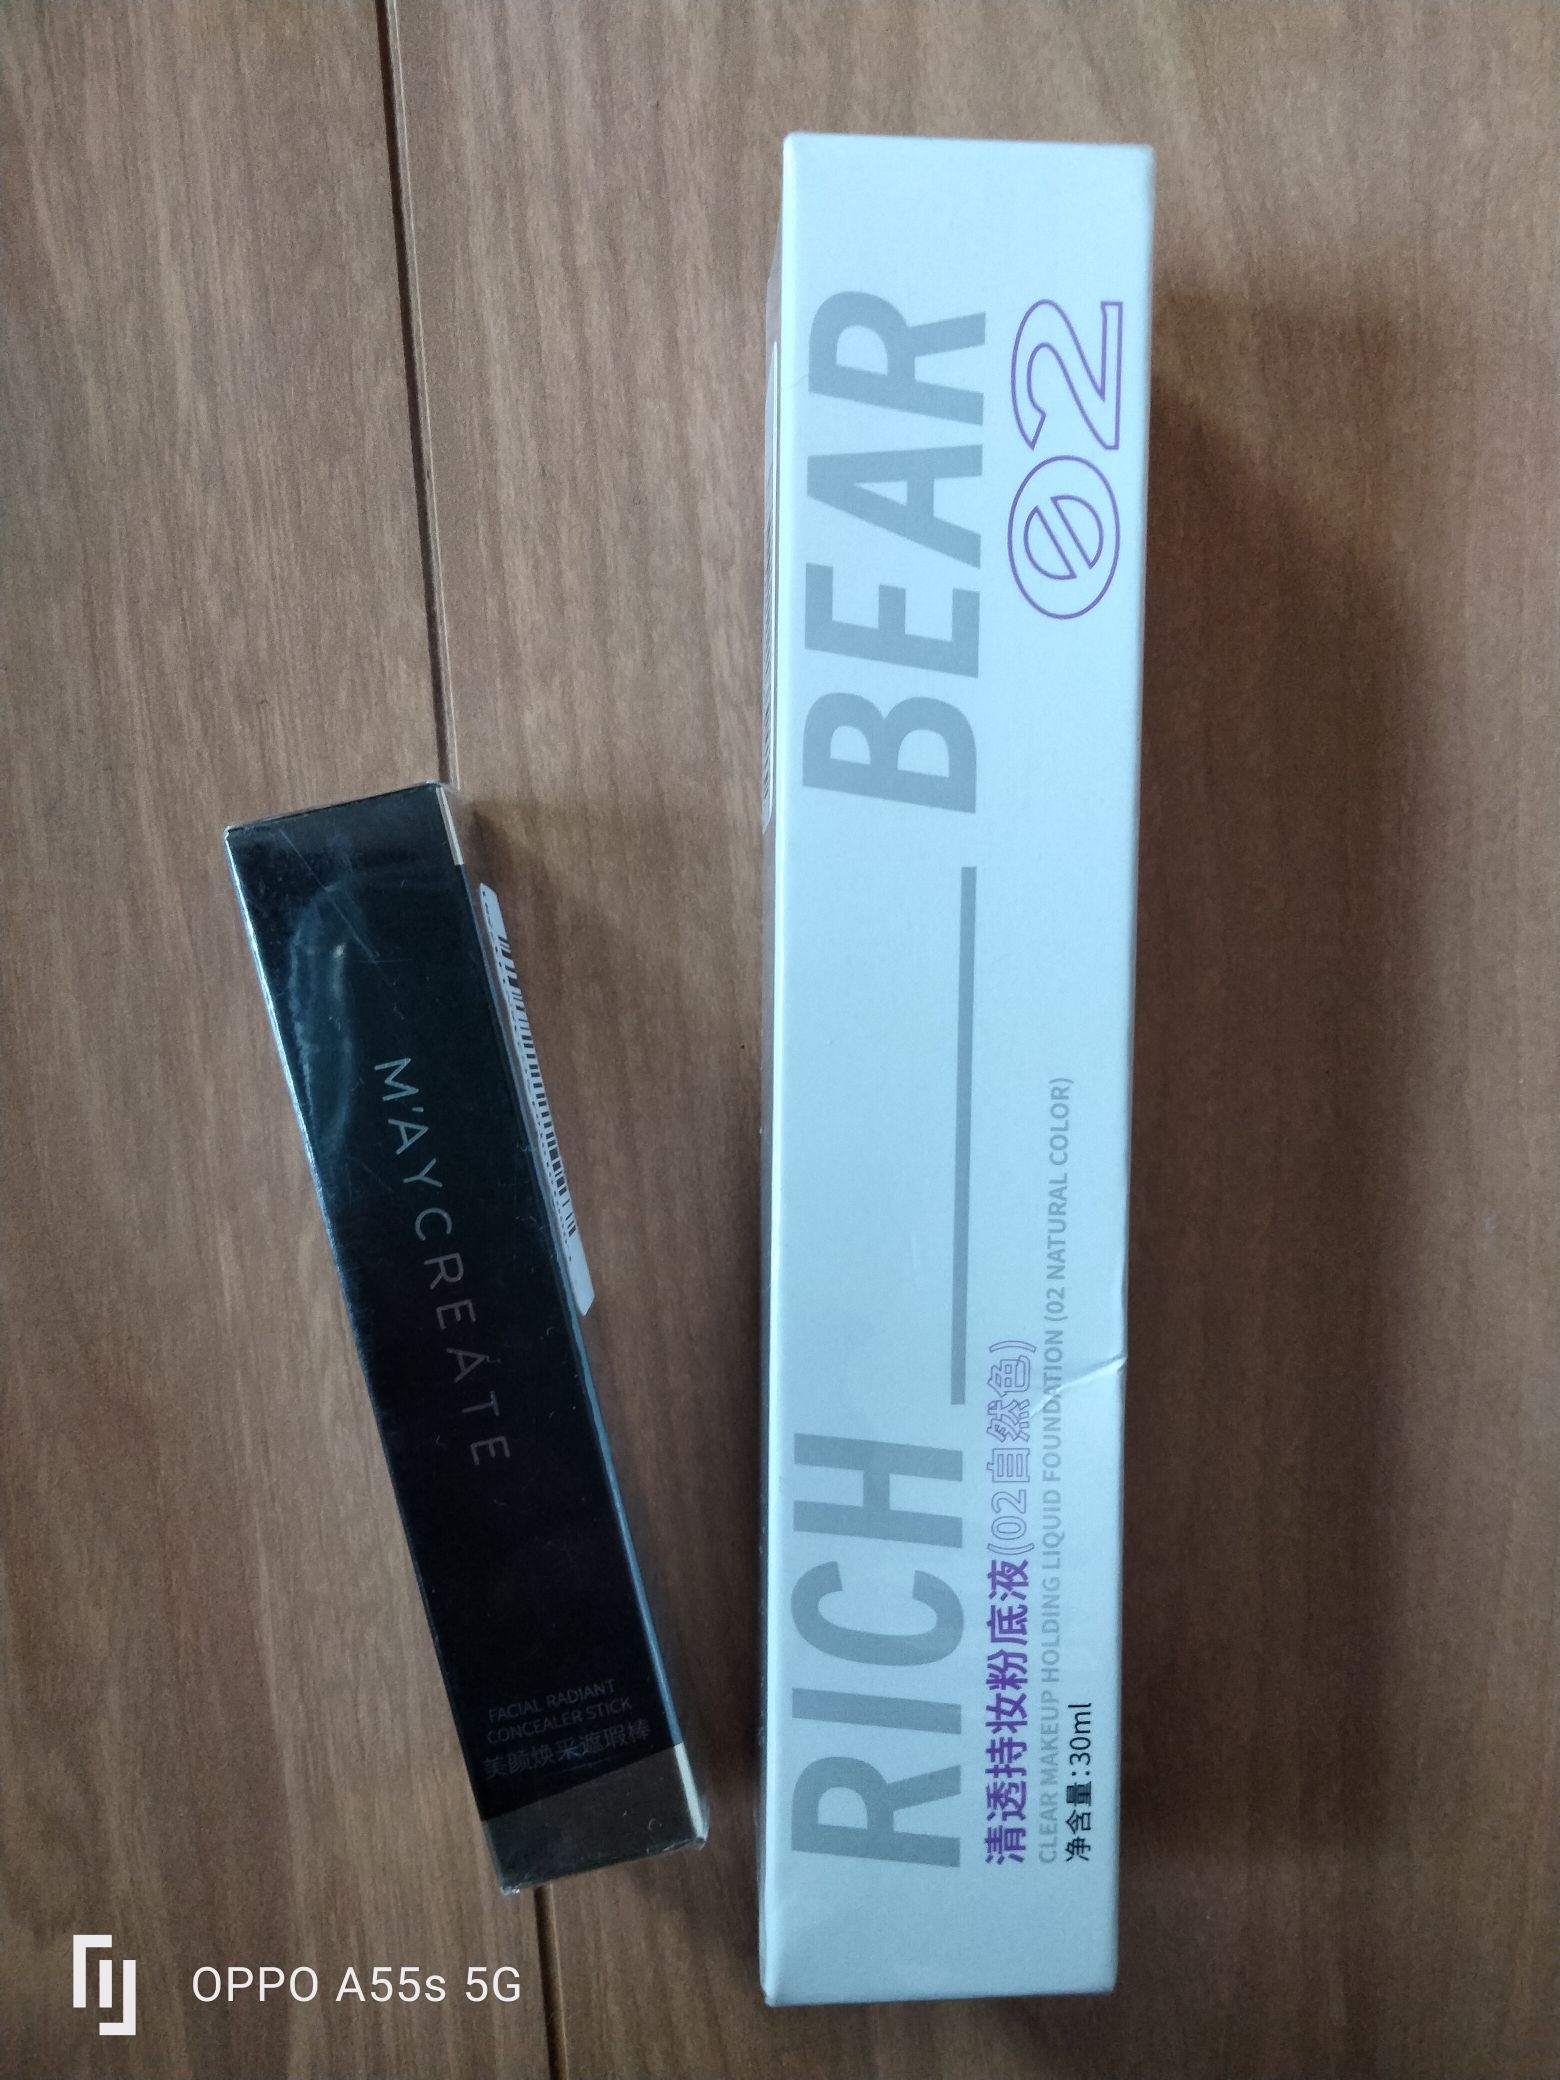 M'AYCREATE
FACIAL RADIANT
CONCEALER STICK
美颜焕采遮瑕棒
RICH BEAR
02
清透持妆粉底液(02自然色)
CLEAR MAKEUP HOLDING LIQUID FOUNDATION (02 NATURAL COLOR)
净含量:30ml
OPPO A55s 5G